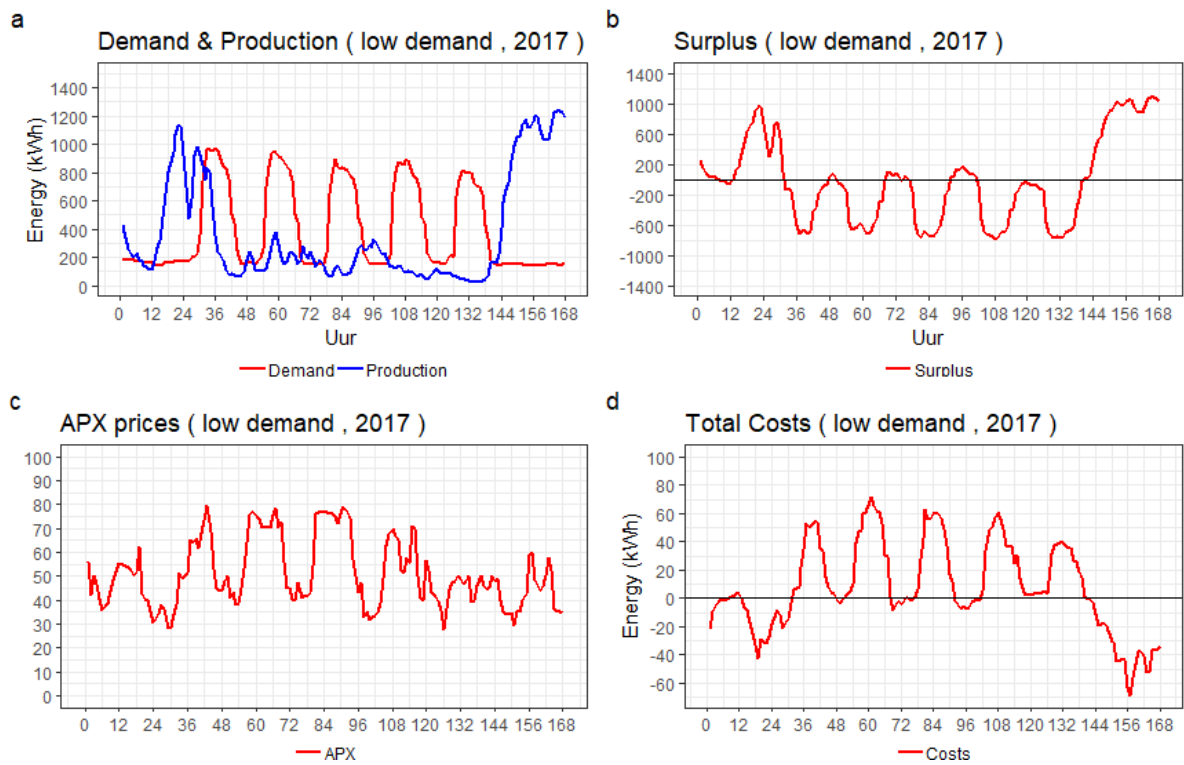 a
Demand & Production ( low demand , 2017 )
Energy (kWh)
1400
1200
1000
800
600
400
200
0
0 12 24 36 48 60 72 84 96 108 120 132 144 156 168
Uur
Demand Production
b
Surplus ( low demand , 2017 )
1400
1000
600
200
-200
-600
-1000
-1400
0 12 24 36 48 60 72 84 96 108 120 132 144 156 168
Uur
Surplus
c
APX prices ( low demand , 2017 )
100
90
80
70
60
50
40
30
20
10
0
0 12 24 36 48 60 72 84 96 108 120 132 144 156 168
APX
d
Total Costs ( low demand , 2017 )
Energy (kWh)
100
80
60
40
20
0
-20
-40
-60
0 12 24 36 48 60 72 84 96 108 120 132 144 156 168
Costs